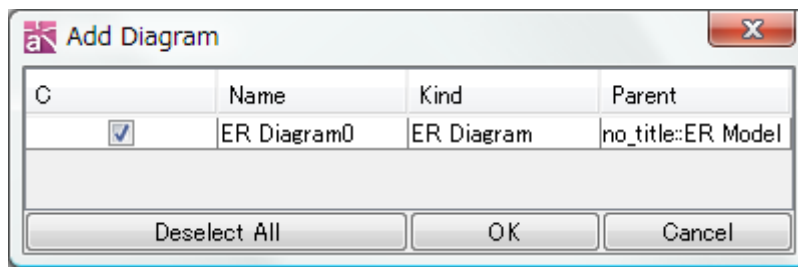 Add Diagram
C Name Kind Parent
ER Diagram0 ER Diagram no_title::ER Model
Deselect All OK Cancel